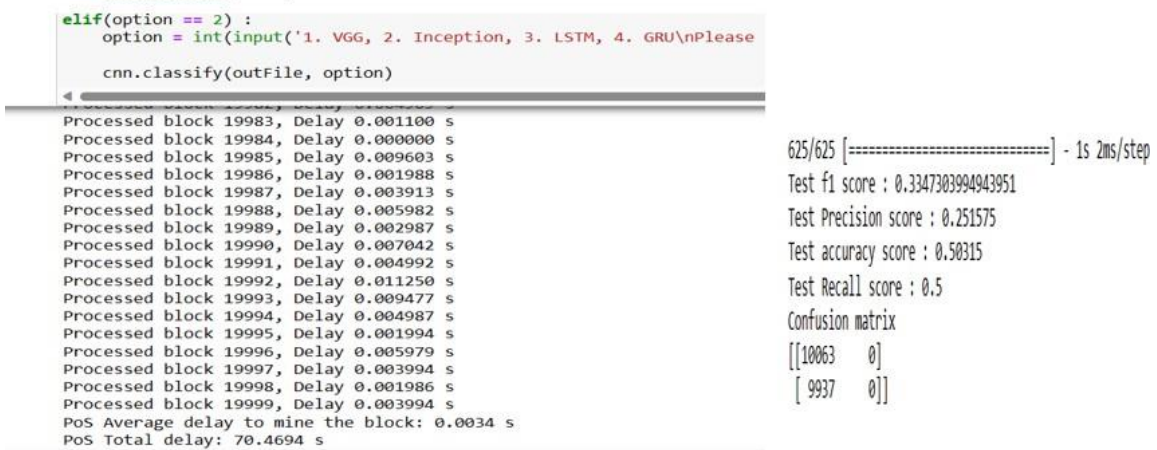 elif(option == 2) :
option = int(input('1. VGG, 2. Inception, 3. LSTM, 4. GRU\nPlease
cnn.classify(outFile, option)
Processed block 19982, Delay 0.004989 s
Processed block 19983, Delay 0.001100 s
Processed block 19984, Delay 0.000000 s
Processed block 19985, Delay 0.009603 s
Processed block 19986, Delay 0.001988 s
Processed block 19987, Delay 0.003913 s
Processed block 19988, Delay 0.005982 s
Processed block 19989, Delay 0.002987 s
Processed block 19990, Delay 0.007042 s
Processed block 19991, Delay 0.004992 s
Processed block 19992, Delay 0.011250 s
Processed block 19993, Delay 0.009477 s
Processed block 19994, Delay 0.004987 s
Processed block 19995, Delay 0.001994 s
Processed block 19996, Delay 0.005979 s
Processed block 19997, Delay 0.003994 s
Processed block 19998, Delay 0.001986 s
Processed block 19999, Delay 0.003994 s
PoS Average delay to mine the block: 0.0034 s
PoS Total delay: 70.4694 s
625/625 [==============================] - 1s 2ms/step
Test f1 score : 0.3347303994943951
Test Precision score : 0.251575
Test accuracy score : 0.50315
Test Recall score : 0.5
Confusion matrix
[[10063 0]
[ 9937 0]]